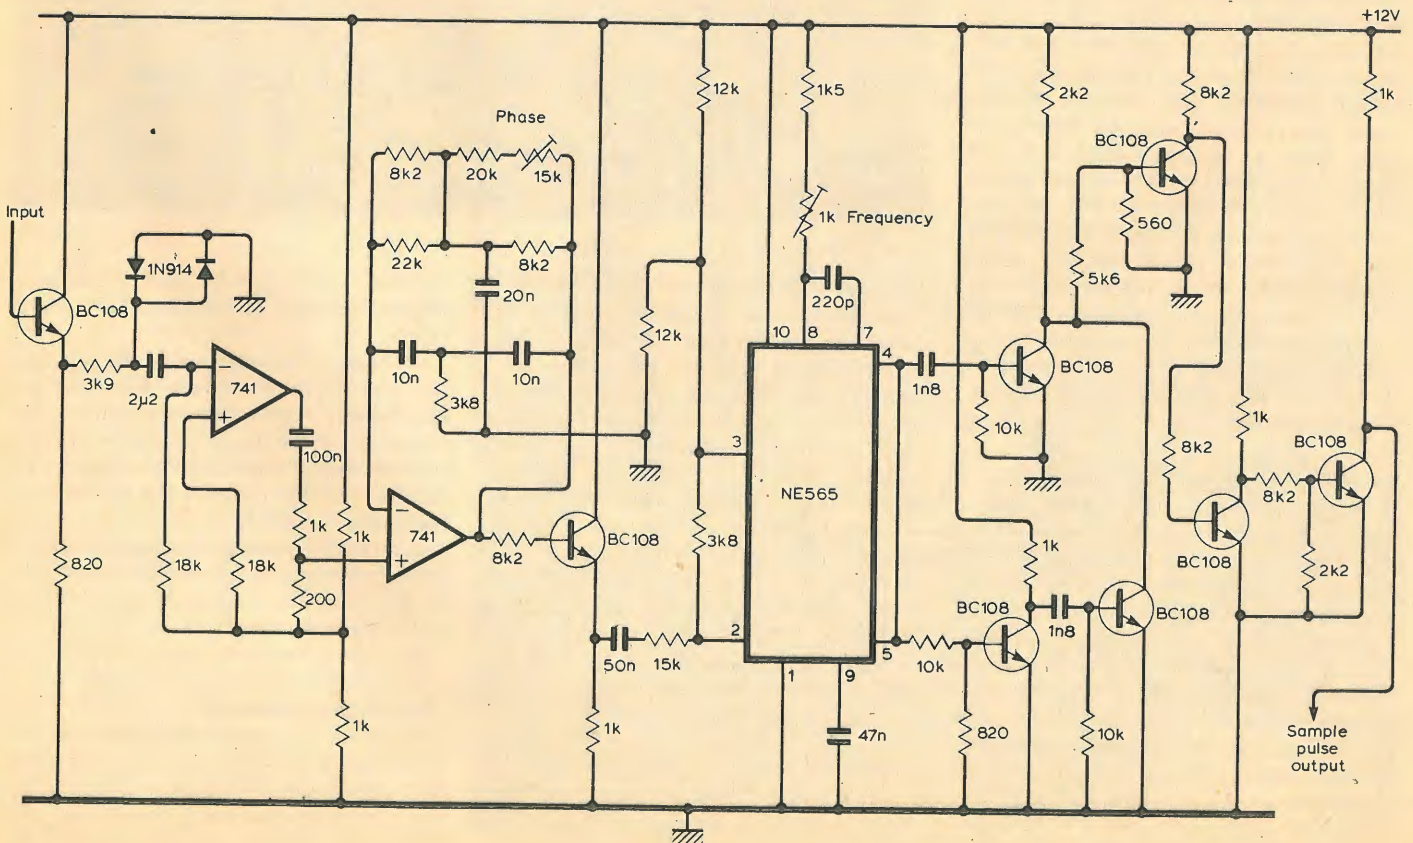 +12V
12k
1k5
2k2
8k2
1k
Phase
8k2
20k
15k
BC108
Input
1N914
22k
8k2
1k
Frequency
560
5k6
BC108
20n
220p
12k
10
8
7
3k9
2µ2
−
741
+
10n
10n
3k8
4
1n8
BC108
10k
1k
100n
3
8k2
BC108
NE565
8k2
1k
1k
−
741
+
8k2
BC108
3k8
BC108
2k2
820
18k
18k
200
1k
2
50n
15k
5
10k
BC108
1n8
BC108
1
9
1k
1k
47n
820
10k
Sample
pulse
output